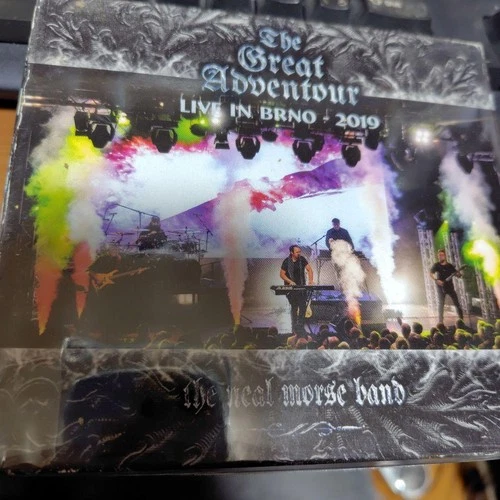 The
Great
Adventour
LIVE IN BRNO - 2019
the neal morse band